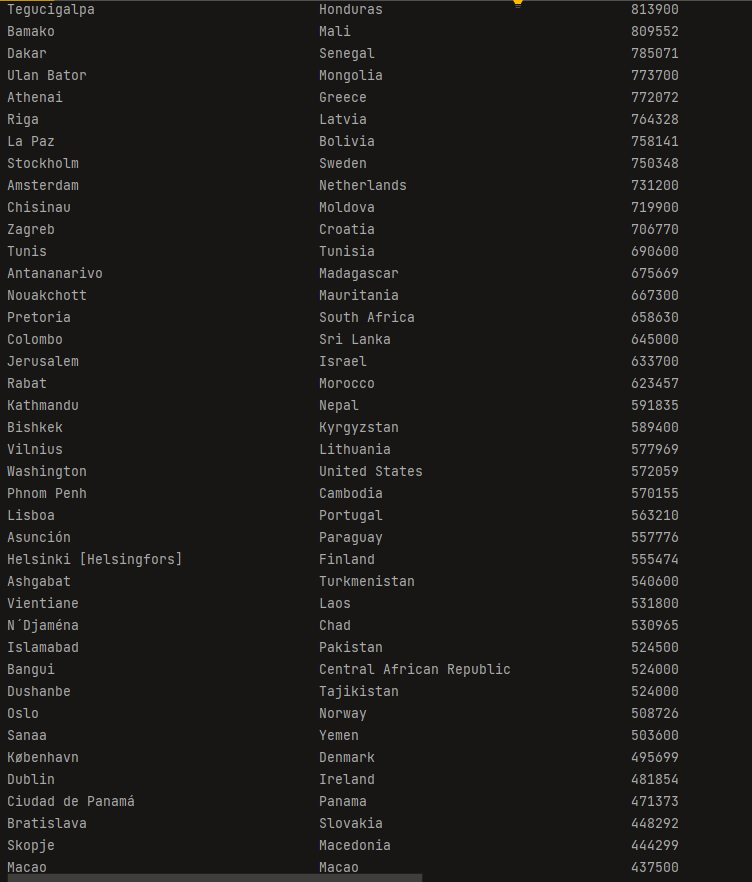 Tegucigalpa Honduras 813900
Bamako Mali 809552
Dakar Senegal 785071
Ulan Bator Mongolia 773700
Athenai Greece 772072
Riga Latvia 764328
La Paz Bolivia 758141
Stockholm Sweden 750348
Amsterdam Netherlands 731200
Chisinau Moldova 719900
Zagreb Croatia 706770
Tunis Tunisia 690600
Antananarivo Madagascar 675669
Nouakchott Mauritania 667300
Pretoria South Africa 658630
Colombo Sri Lanka 645000
Jerusalem Israel 633700
Rabat Morocco 623457
Kathmandu Nepal 591835
Bishkek Kyrgyzstan 589400
Vilnius Lithuania 577969
Washington United States 572059
Phnom Penh Cambodia 570155
Lisboa Portugal 563210
Asunción Paraguay 557776
Helsinki [Helsingfors] Finland 555474
Ashgabat Turkmenistan 540600
Vientiane Laos 531800
N´Djaména Chad 530965
Islamabad Pakistan 524500
Bangui Central African Republic 524000
Dushanbe Tajikistan 524000
Oslo Norway 508726
Sanaa Yemen 503600
København Denmark 495699
Dublin Ireland 481854
Ciudad de Panamá Panama 471373
Bratislava Slovakia 448292
Skopje Macedonia 444299
Macao Macao 437500